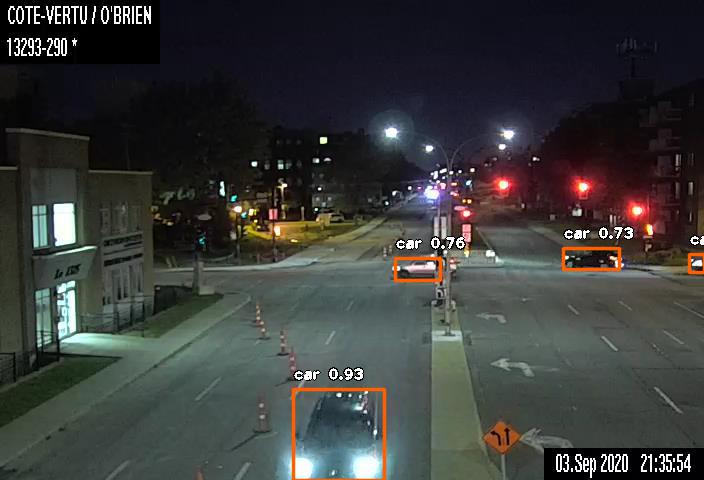 COTE-VERTU / O'BRIEN
13293-290 *
car 0.76
car 0.73
ca
car 0.93
03.Sep 2020 21:35:54